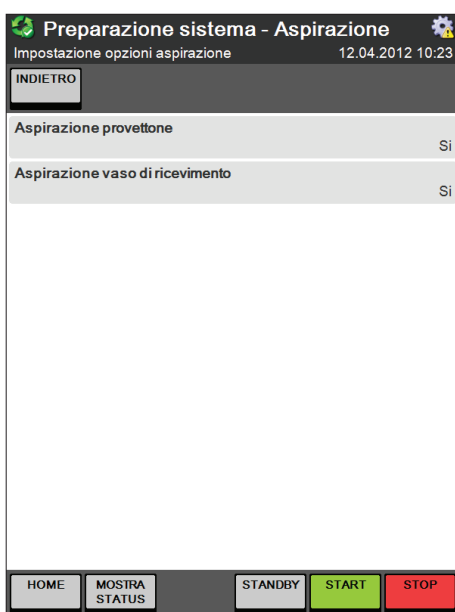 Preparazione sistema - Aspirazione
Impostazione opzioni aspirazione 12.04.2012 10:23
INDIETRO
Aspirazione provettone
Si
Aspirazione vaso di ricevimento
Si
HOME MOSTRA STATUS STANDBY START STOP